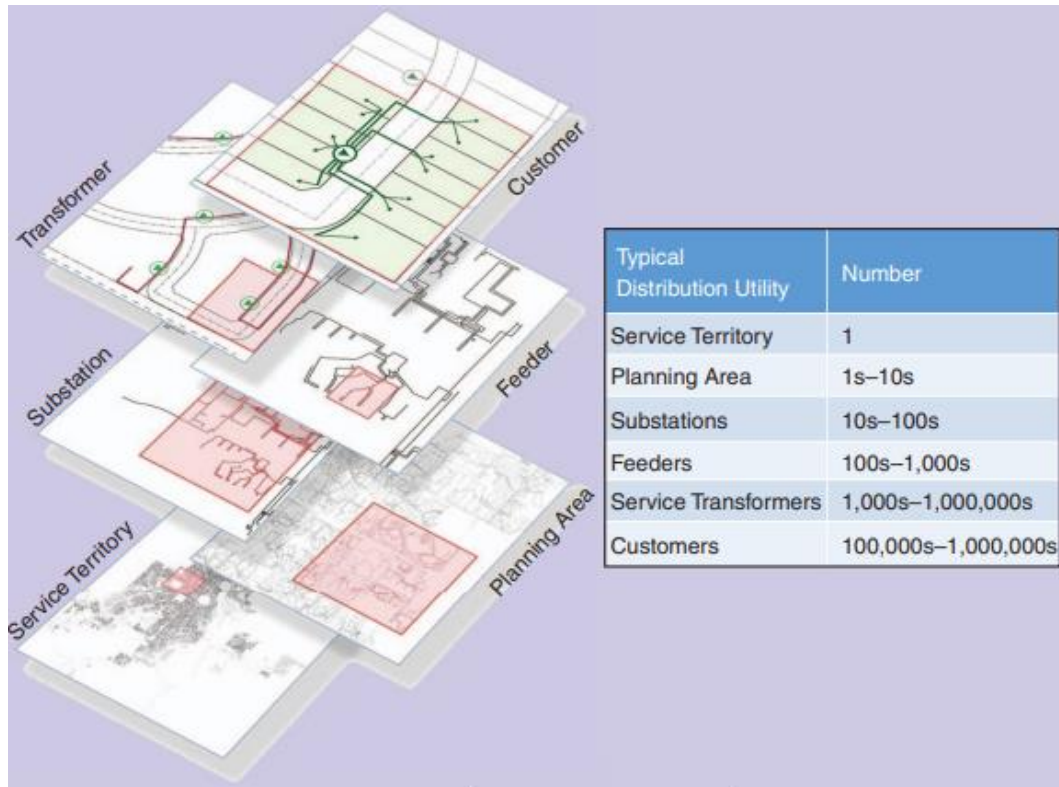 Customer
Transformer
Feeder
Substation
Planning Area
Service Territory
Typical
Distribution Utility
Number
Service Territory 1
Planning Area 1s–10s
Substations 10s–100s
Feeders 100s–1,000s
Service Transformers 1,000s–1,000,000s
Customers 100,000s–1,000,000s